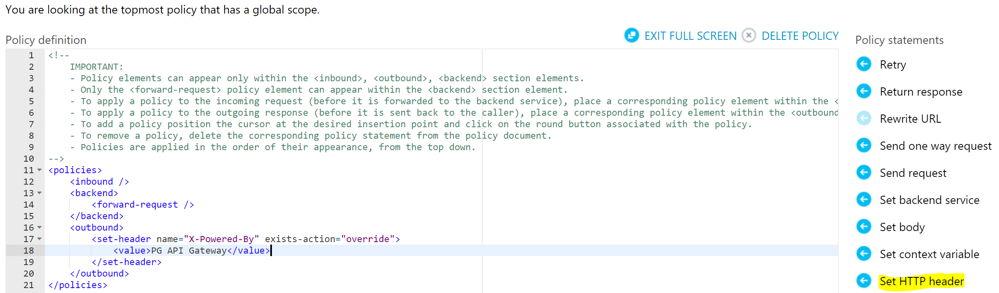 You are looking at the topmost policy that has a global scope.
EXIT FULL SCREEN DELETE POLICY
Policy definition
1 <!--
2 IMPORTANT:
3 - Policy elements can appear only within the <inbound>, <outbound>, <backend> section elements.
4 - Only the <forward-request> policy element can appear within the <backend> section element.
5 - To apply a policy to the incoming request (before it is forwarded to the backend service), place a corresponding policy element within the <
6 - To apply a policy to the outgoing response (before it is sent back to the caller), place a corresponding policy element within the <outbound
7 - To add a policy position the cursor at the desired insertion point and click on the round button associated with the policy.
8 - To remove a policy, delete the corresponding policy statement from the policy document.
9 - Policies are applied in the order of their appearance, from the top down.
10 -->
11 <policies>
12 <inbound />
13 <backend>
14 <forward-request />
15 </backend>
16 <outbound>
17 <set-header name="X-Powered-By" exists-action="override">
18 <value>PG API Gateway</value>
19 </set-header>
20 </outbound>
21 </policies>
Policy statements
Retry
Return response
Rewrite URL
Send one way request
Send request
Set backend service
Set body
Set context variable
Set HTTP header